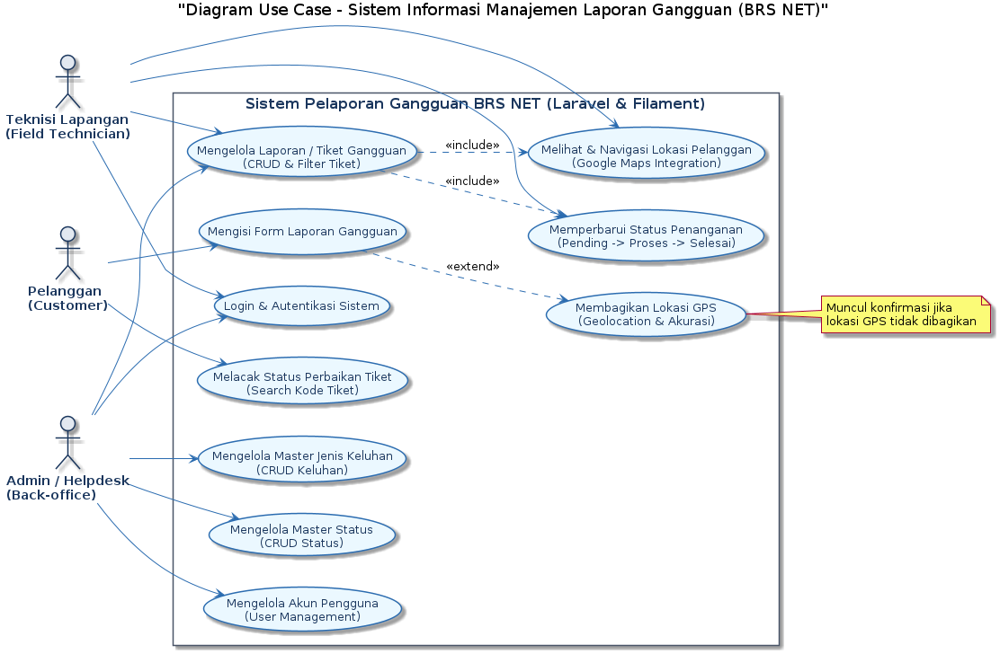 "Diagram Use Case - Sistem Informasi Manajemen Laporan Gangguan (BRS NET)"
Sistem Pelaporan Gangguan BRS NET (Laravel & Filament)
Teknisi Lapangan
(Field Technician)
Pelanggan
(Customer)
Admin / Helpdesk
(Back-office)
Mengelola Laporan / Tiket Gangguan
(CRUD & Filter Tiket)
Mengisi Form Laporan Gangguan
Login & Autentikasi Sistem
Melacak Status Perbaikan Tiket
(Search Kode Tiket)
Mengelola Master Jenis Keluhan
(CRUD Keluhan)
Mengelola Master Status
(CRUD Status)
Mengelola Akun Pengguna
(User Management)
«include»
«include»
«extend»
Melihat & Navigasi Lokasi Pelanggan
(Google Maps Integration)
Memperbarui Status Penanganan
(Pending -> Proses -> Selesai)
Membagikan Lokasi GPS
(Geolocation & Akurasi)
Muncul konfirmasi jika
lokasi GPS tidak dibagikan